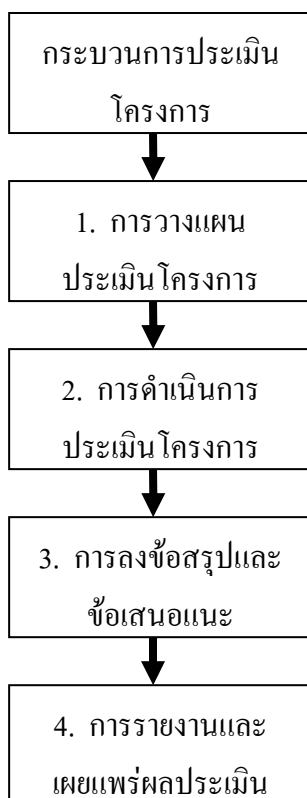 กระบวนการประเมิน
โครงการ
1. การวางแผน
ประเมินโครงการ
2. การดำเนินการ
ประเมินโครงการ
3. การลงข้อสรุปและ
ข้อเสนอแนะ
4. การรายงานและ
เผยแพร่ผลประเมิน